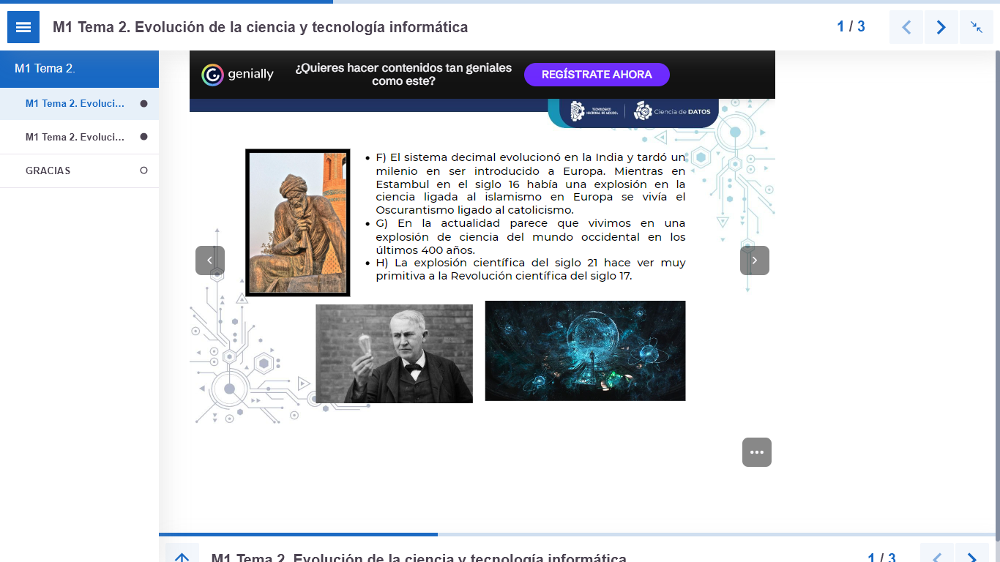 M1 Tema 2. Evolución de la ciencia y tecnología informática
1 / 3
M1 Tema 2.
M1 Tema 2. Evoluci...
M1 Tema 2. Evoluci...
GRACIAS
genially
¿Quieres hacer contenidos tan geniales
como este?
REGÍSTRATE AHORA
TECNOLÓGICO
NACIONAL DE MÉXICO
Ciencia de DATOS
• F) El sistema decimal evolucionó en la India y tardó un
milenio en ser introducido a Europa. Mientras en
Estambul en el siglo 16 había una explosión en la
ciencia ligada al islamismo en Europa se vivía el
Oscurantismo ligado al catolicismo.
• G) En la actualidad parece que vivimos en una
explosión de ciencia del mundo occidental en los
últimos 400 años.
• H) La explosión científica del siglo 21 hace ver muy
primitiva a la Revolución científica del siglo 17.
M1 Tema 2. Evolución de la ciencia y tecnología informática
1 / 3